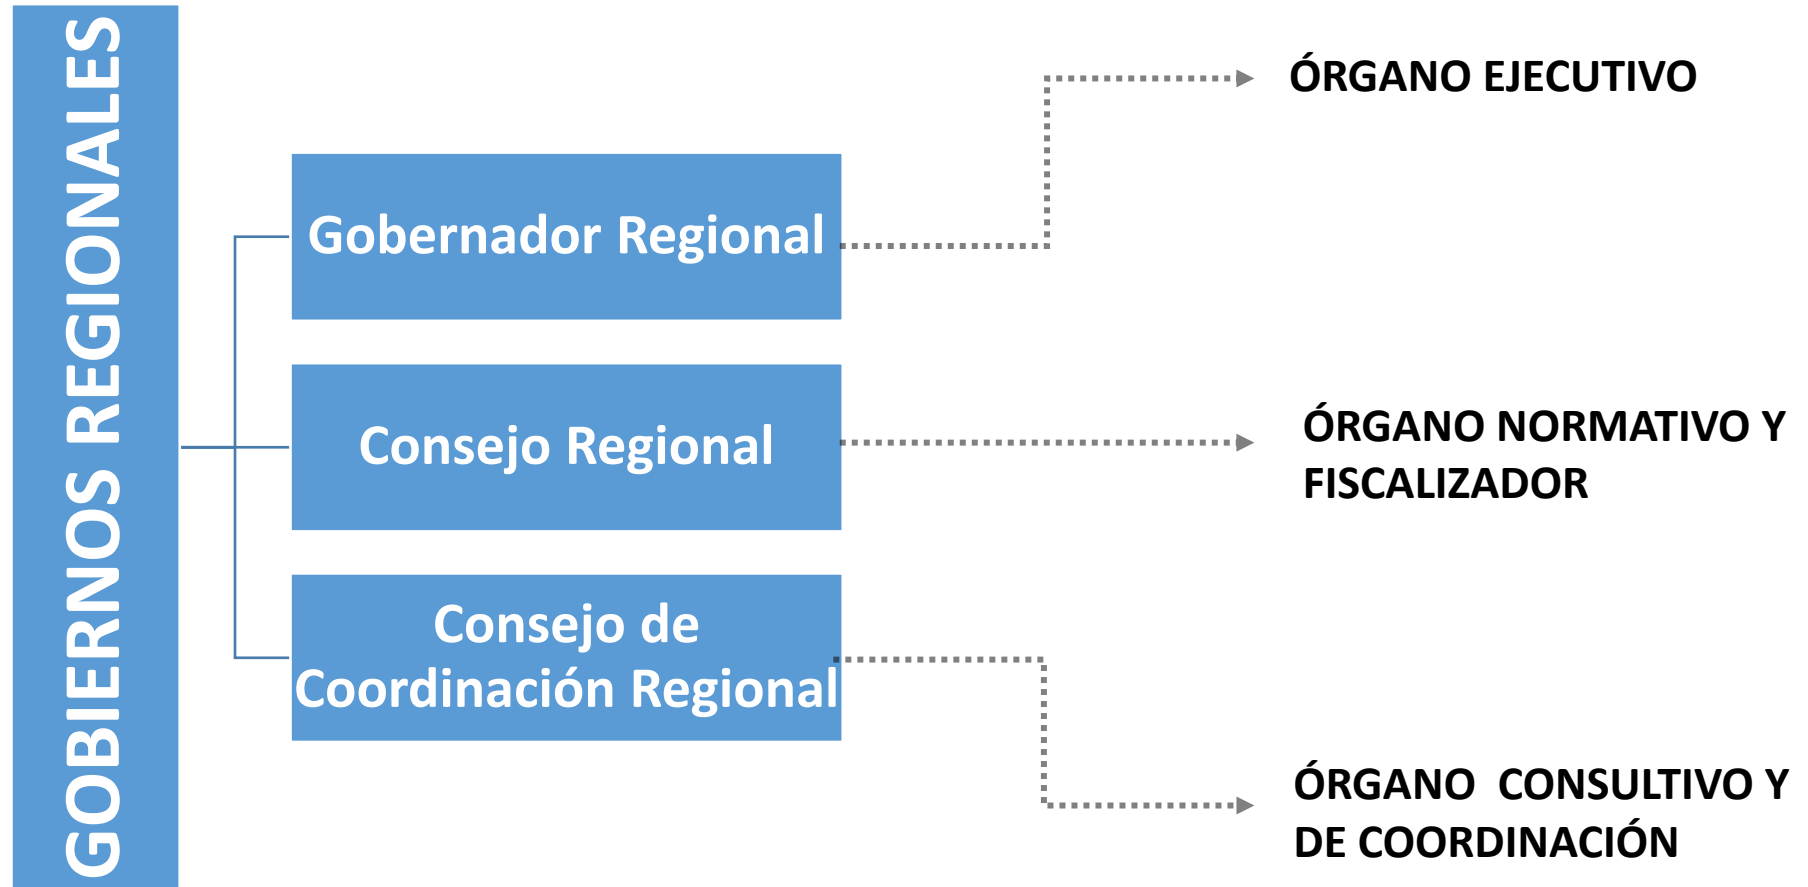 GOBIERNOS REGIONALES
Gobernador Regional
ÓRGANO EJECUTIVO
Consejo Regional
ÓRGANO NORMATIVO Y
FISCALIZADOR
Consejo de
Coordinación Regional
ÓRGANO CONSULTIVO Y
DE COORDINACIÓN